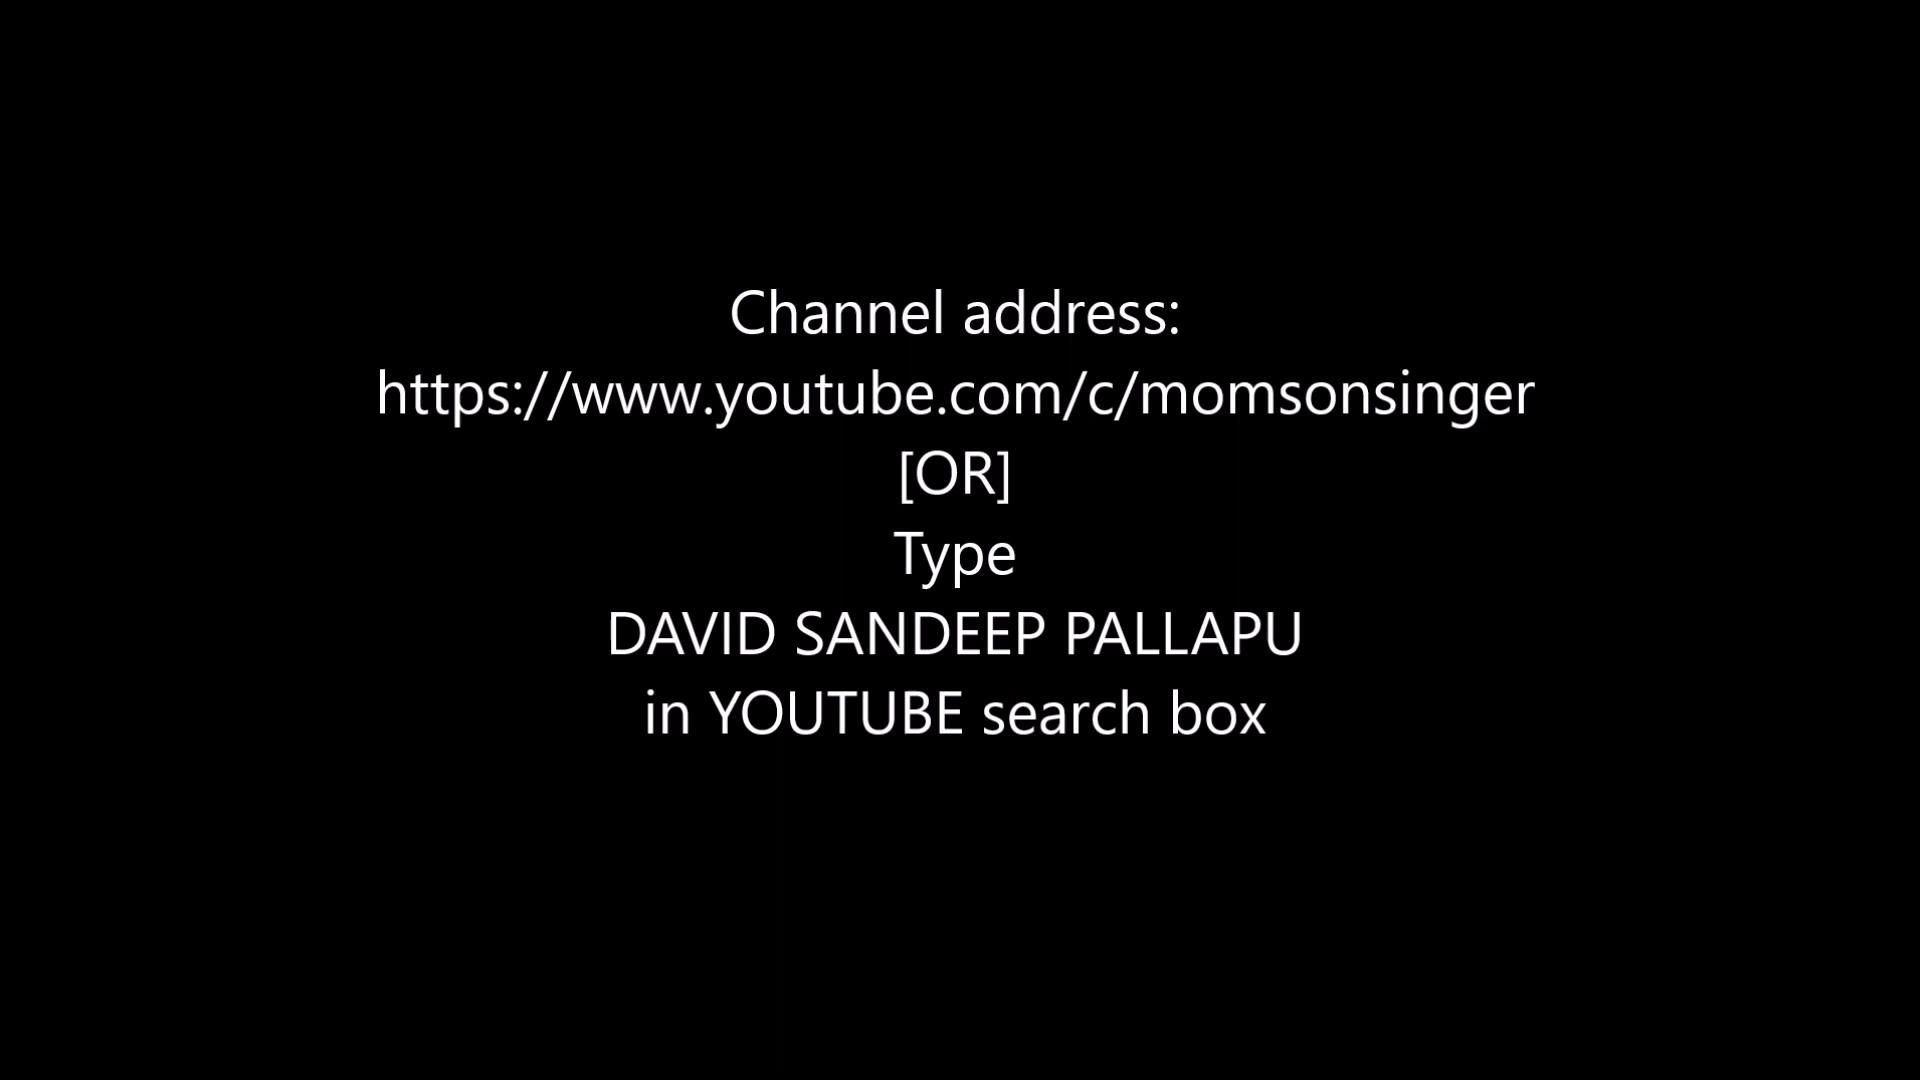 Channel address:
https://www.youtube.com/c/momsonsinger
[OR]
Type
DAVID SANDEEP PALLAPU
in YOUTUBE search box